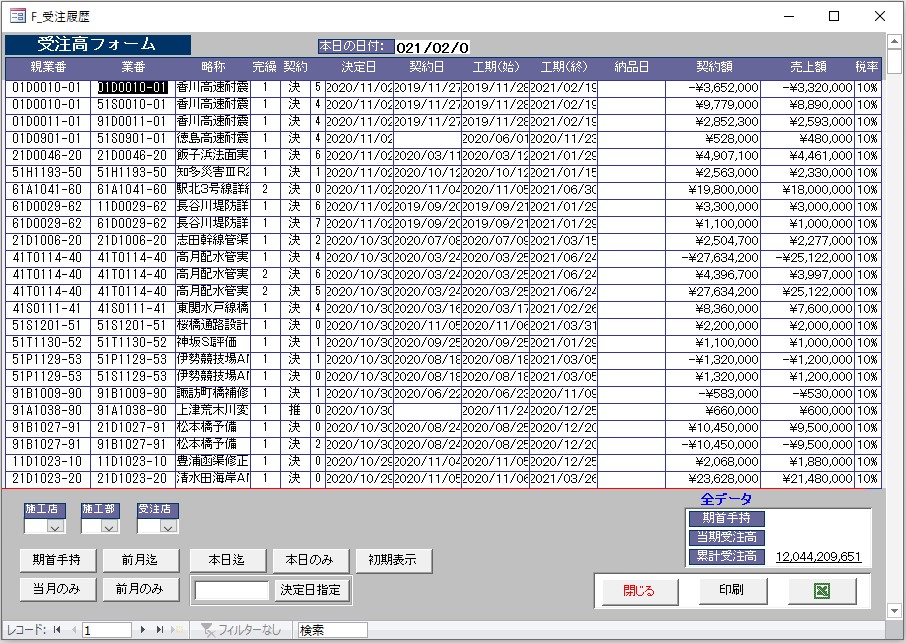 F_受注履歴
受注高フォーム 本日の日付: 021/02/0
親業番 業番 略称 完繰 契約 決定日 契約日 工期(始) 工期(終) 納品日 契約額 売上額 税率
01D0010-01 01D0010-01 香川高速耐震 1 決 5 2020/11/02 2019/11/27 2019/11/28 2021/02/19 -¥3,652,000 -¥3,320,000 10%
01D0010-01 51S0010-01 香川高速耐震 1 決 4 2020/11/02 2019/11/27 2019/11/28 2021/02/19 ¥9,779,000 ¥8,890,000 10%
01D0011-01 91D0011-01 香川高速耐震 1 決 4 2020/11/02 2019/11/27 2019/11/29 2021/02/19 ¥2,852,300 ¥2,593,000 10%
01D0901-01 51S0901-01 徳島高速耐震 1 決 4 2020/11/02 2020/06/01 2020/11/23 ¥528,000 ¥480,000 10%
21D0046-20 21D0046-20 飯子浜法面実 1 決 6 2020/11/02 2020/03/11 2020/03/12 2021/01/29 ¥4,907,100 ¥4,461,000 10%
51H1193-50 51H1193-50 知多災害ⅢR2 1 決 1 2020/11/02 2020/10/12 2020/10/12 2021/01/15 ¥2,563,000 ¥2,330,000 10%
61A1041-60 61A1041-60 駅北3号線詳細 2 決 0 2020/11/02 2020/11/04 2020/11/05 2021/06/30 ¥19,800,000 ¥18,000,000 10%
61D0029-62 11D0029-62 長谷川堤防詳 1 決 6 2020/11/02 2019/09/20 2019/09/21 2021/01/29 ¥3,300,000 ¥3,000,000 10%
61D0029-62 61D0029-62 長谷川堤防詳 1 決 7 2020/11/02 2019/09/20 2019/09/21 2021/01/29 ¥1,100,000 ¥1,000,000 10%
21D1006-20 21D1006-20 志田幹線管渠 1 決 2 2020/10/30 2020/07/08 2020/07/09 2021/03/15 ¥2,504,700 ¥2,277,000 10%
41T0114-40 41T0114-40 高月配水管実 1 決 4 2020/10/30 2020/03/24 2020/03/25 2021/06/24 -¥27,634,200 -¥25,122,000 10%
41T0114-40 41T0114-40 高月配水管実 2 決 6 2020/10/30 2020/03/24 2020/03/25 2021/06/24 ¥4,396,700 ¥3,997,000 10%
41T0114-40 41T0114-40 高月配水管実 2 決 5 2020/10/30 2020/03/24 2020/03/25 2021/06/24 ¥27,634,200 ¥25,122,000 10%
41S0111-41 41S0111-41 東関水戸線橋 1 決 4 2020/10/30 2020/03/16 2020/03/17 2021/02/26 ¥8,360,000 ¥7,600,000 10%
51S1201-51 51S1201-51 桜橋通路設計 1 決 0 2020/10/30 2020/11/05 2020/11/06 2021/03/31 ¥2,200,000 ¥2,000,000 10%
51T1130-52 51T1130-52 神坂SI評価 1 決 1 2020/10/30 2020/09/25 2020/09/25 2021/01/29 ¥1,100,000 ¥1,000,000 10%
51P1129-53 51P1129-53 伊勢競技場AI 1 決 1 2020/10/30 2020/08/18 2020/08/18 2021/03/05 -¥1,320,000 -¥1,200,000 10%
51P1129-53 51S1129-53 伊勢競技場AI 1 決 0 2020/10/30 2020/08/18 2020/08/18 2021/03/05 ¥1,320,000 ¥1,200,000 10%
91B1009-90 91B1009-90 諏訪町橋補修 1 決 1 2020/10/30 2020/06/22 2020/06/23 2020/11/09 -¥583,000 -¥530,000 10%
91A1038-90 91A1038-90 上津荒木川変 1 推 0 2020/10/30 2020/11/24 2020/12/25 ¥660,000 ¥600,000 10%
91B1027-91 21D1027-91 松本橋予備 1 決 0 2020/10/30 2020/08/24 2020/08/25 2020/12/20 ¥10,450,000 ¥9,500,000 10%
91B1027-91 91B1027-91 松本橋予備 1 決 2 2020/10/30 2020/08/24 2020/08/25 2020/12/20 -¥10,450,000 -¥9,500,000 10%
11D1023-10 11D1023-10 豊浦函渠修正 1 決 0 2020/10/29 2020/11/04 2020/11/05 2020/12/25 ¥2,068,000 ¥1,880,000 10%
21D1023-20 21D1023-20 清水田海岸AI 1 決 0 2020/10/29 2020/11/05 2020/11/06 2021/03/26 ¥23,628,000 ¥21,480,000 10%
施工店 施工部 受注店
全データ
期首手持
当期受注高
累計受注高 12,044,209,651
期首手持 前月迄 本日迄 本日のみ 初期表示
当月のみ 前月のみ 決定日指定
閉じる 印刷
レコード: 1 フィルターなし 検索